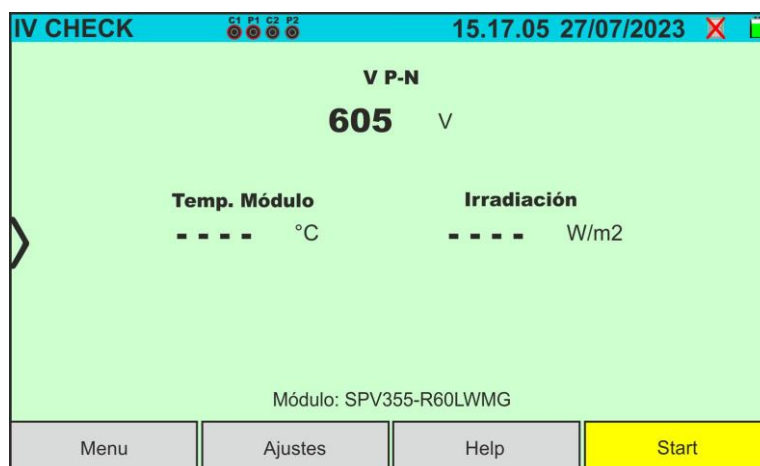 IV CHECK C1 P1 C2 P2 15.17.05 27/07/2023
V P-N
605 V
Temp. Módulo Irradiación
- - - - °C - - - - W/m2
Módulo: SPV355-R60LWMG
Menu Ajustes Help Start